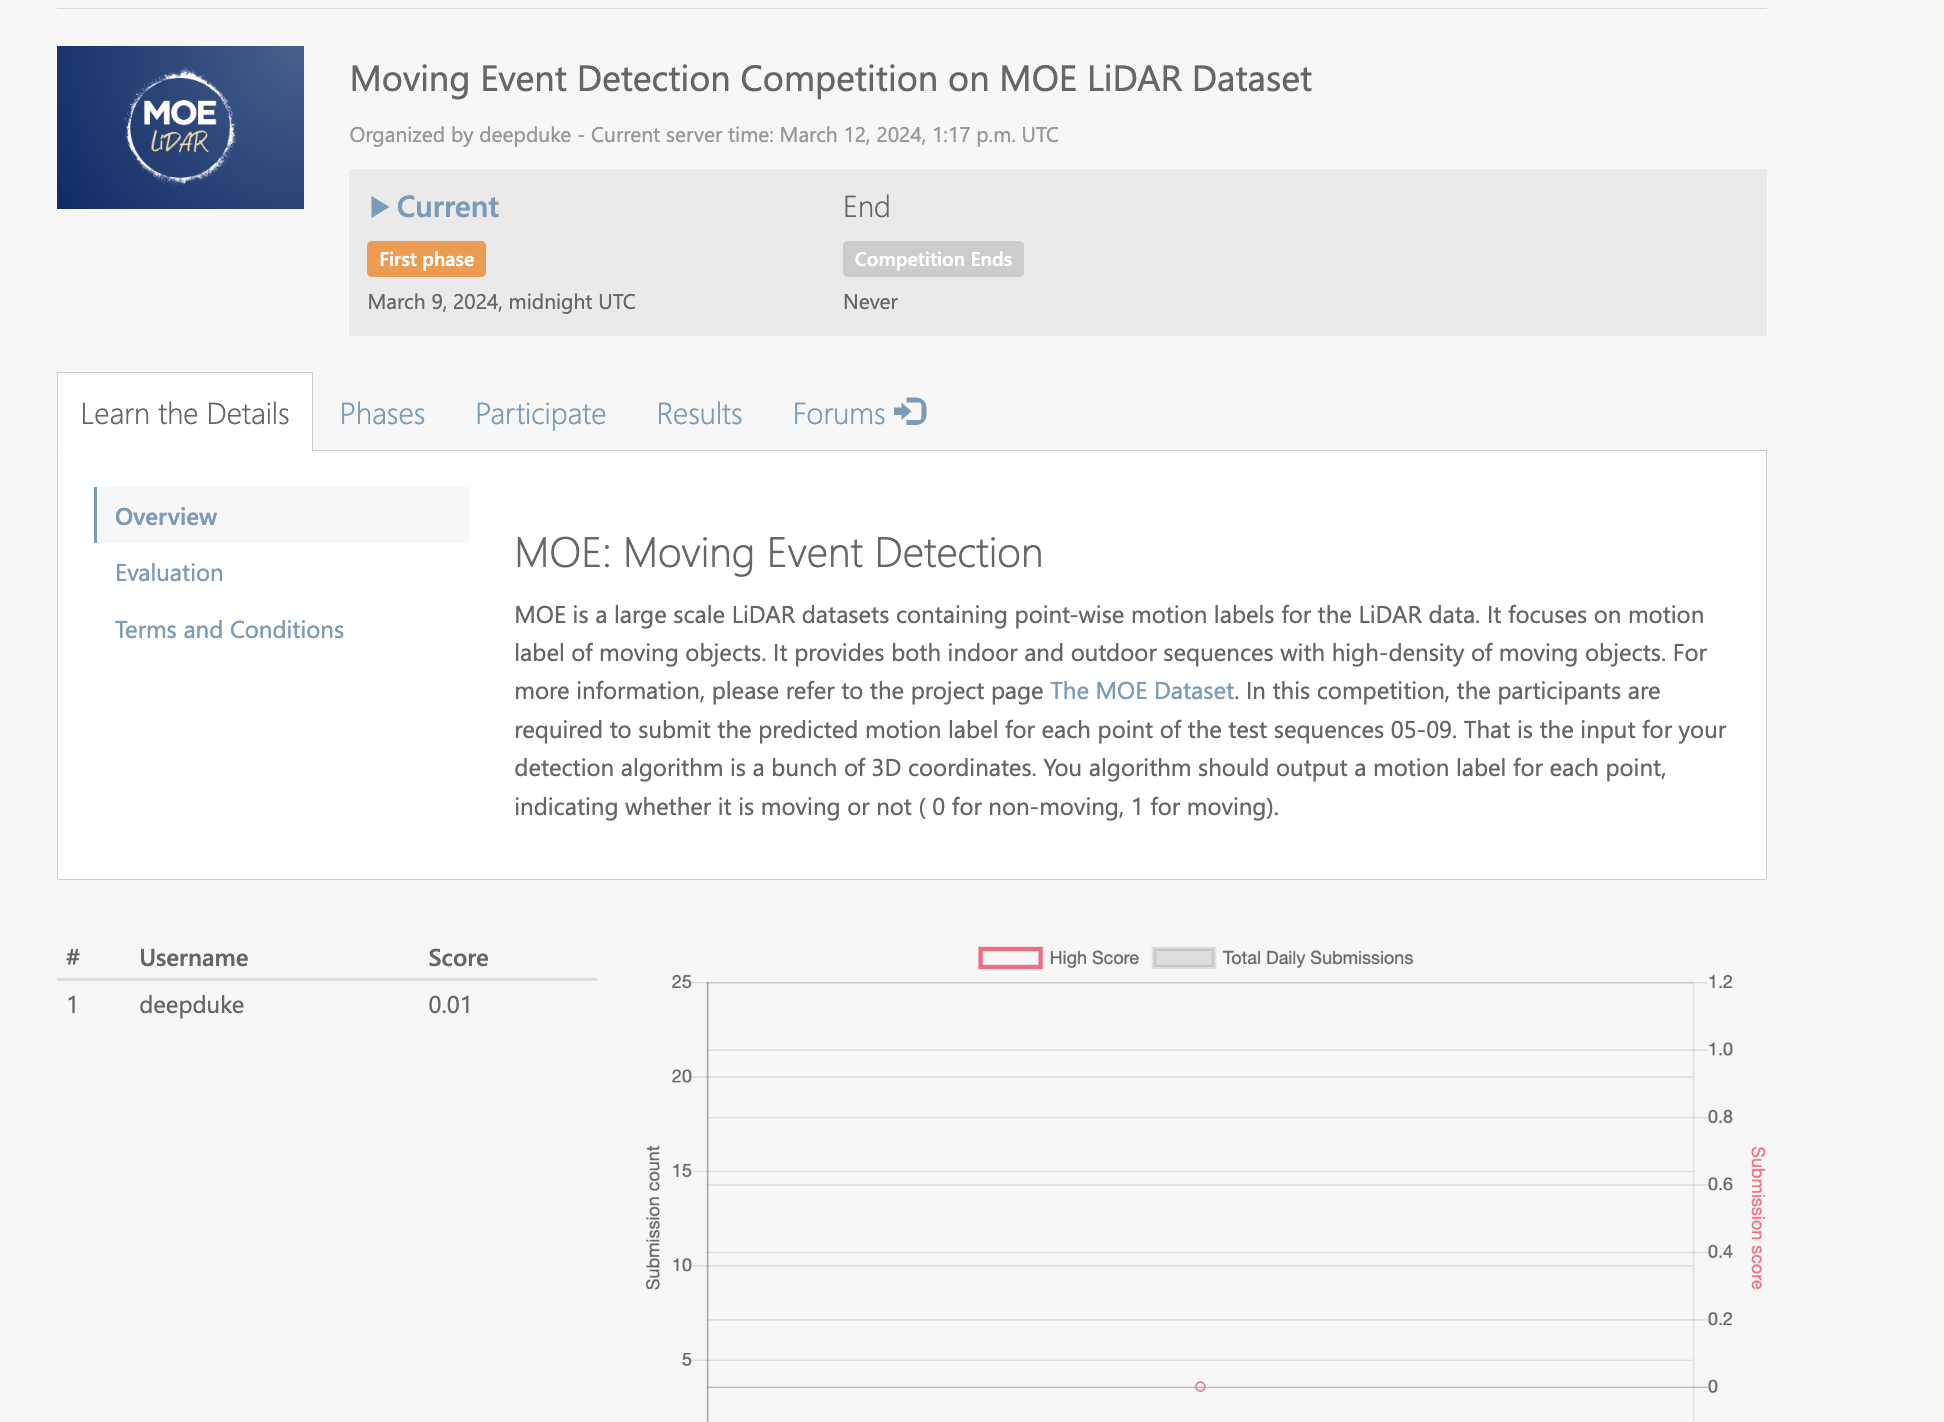 MOE
LiDAR
Moving Event Detection Competition on MOE LiDAR Dataset
Organized by deepduke - Current server time: March 12, 2024, 1:17 p.m. UTC
Current
End
First phase
Competition Ends
March 9, 2024, midnight UTC
Never
Learn the Details
Phases
Participate
Results
Forums
Overview
Evaluation
Terms and Conditions
MOE: Moving Event Detection
MOE is a large scale LiDAR datasets containing point-wise motion labels for the LiDAR data. It focuses on motion
label of moving objects. It provides both indoor and outdoor sequences with high-density of moving objects. For
more information, please refer to the project page The MOE Dataset. In this competition, the participants are
required to submit the predicted motion label for each point of the test sequences 05-09. That is the input for your
detection algorithm is a bunch of 3D coordinates. You algorithm should output a motion label for each point,
indicating whether it is moving or not ( 0 for non-moving, 1 for moving).
# Username Score
1 deepduke 0.01
High Score
Total Daily Submissions
25
20
15
10
5
Submission count
1.2
1.0
0.8
0.6
0.4
0.2
0
Submission score